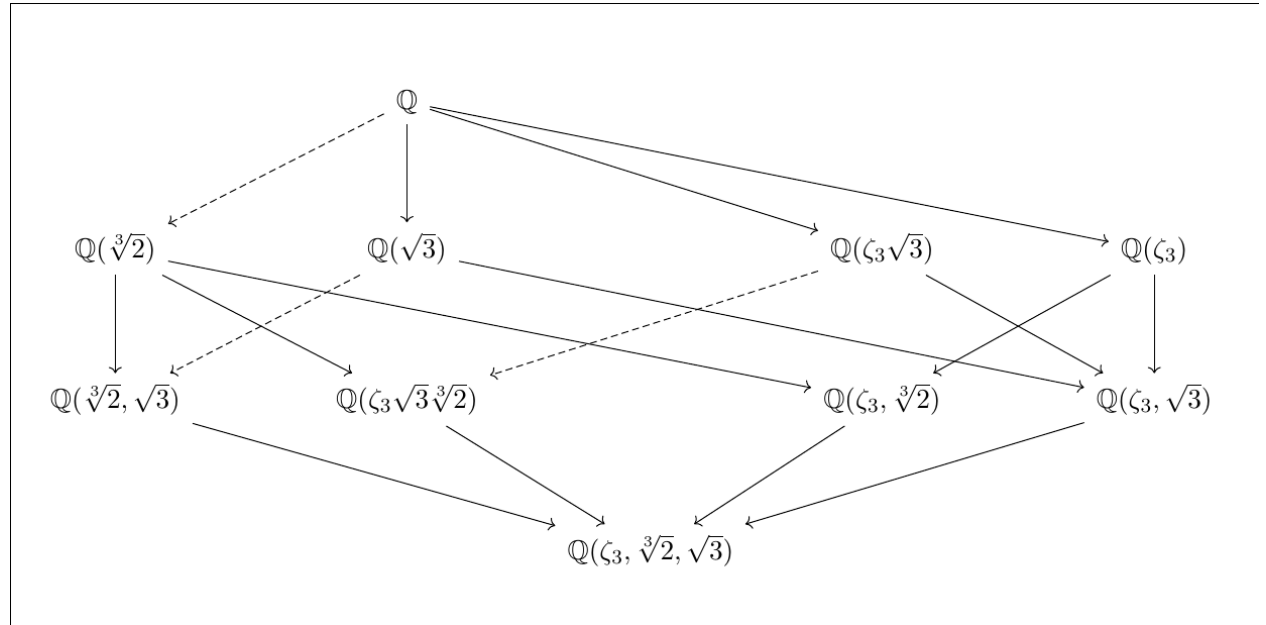 ℚ
ℚ(∛2) ℚ(√3) ℚ(ζ₃√3) ℚ(ζ₃)
ℚ(∛2, √3) ℚ(ζ₃√3∛2) ℚ(ζ₃, ∛2) ℚ(ζ₃, √3)
ℚ(ζ₃, ∛2, √3)